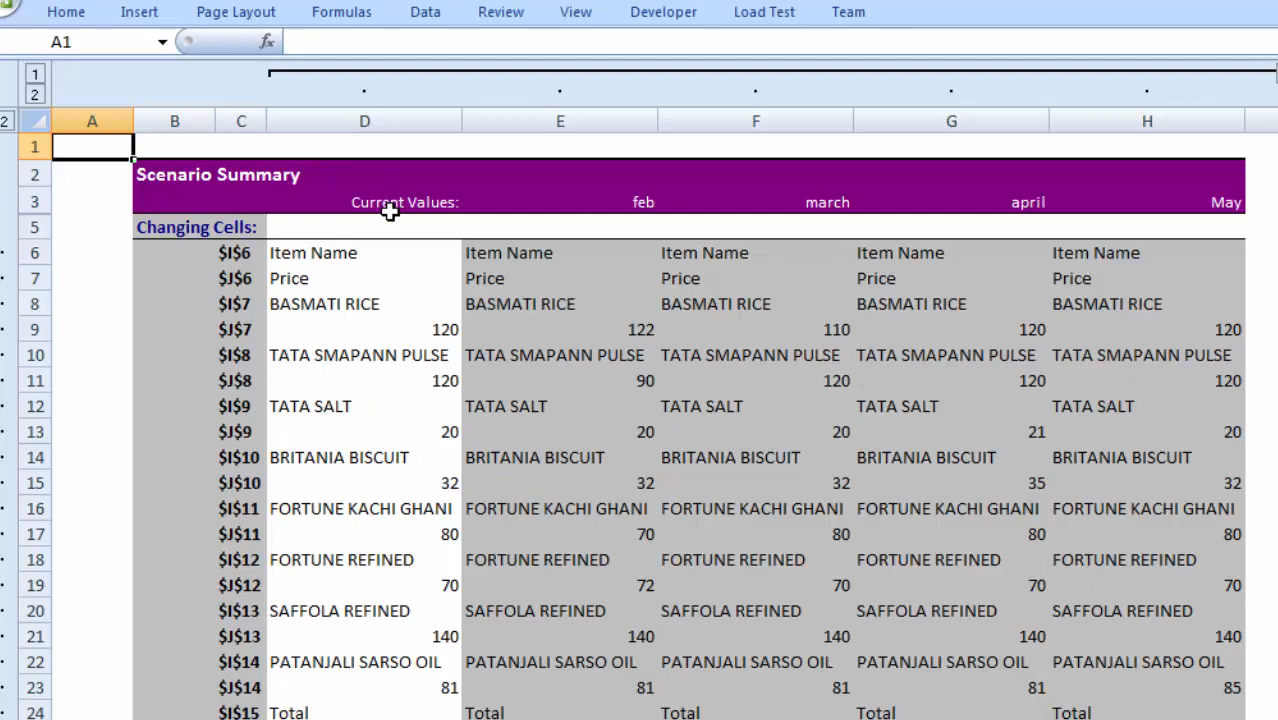 Home Insert Page Layout Formulas Data Review View Developer Load Test Team
A1 fx
1
2
2 A B C D E F G H
1
2 Scenario Summary
3 Current Values: feb march april May
5 Changing Cells:
6 $I$6 Item Name Item Name Item Name Item Name Item Name
7 $J$6 Price Price Price Price Price
8 $I$7 BASMATI RICE BASMATI RICE BASMATI RICE BASMATI RICE BASMATI RICE
9 $J$7 120 122 110 120 120
10 $I$8 TATA SMAPANN PULSE TATA SMAPANN PULSE TATA SMAPANN PULSE TATA SMAPANN PULSE TATA SMAPANN PULSE
11 $J$8 120 90 120 120 120
12 $I$9 TATA SALT TATA SALT TATA SALT TATA SALT TATA SALT
13 $J$9 20 20 20 21 20
14 $I$10 BRITANIA BISCUIT BRITANIA BISCUIT BRITANIA BISCUIT BRITANIA BISCUIT BRITANIA BISCUIT
15 $J$10 32 32 32 35 32
16 $I$11 FORTUNE KACHI GHANI FORTUNE KACHI GHANI FORTUNE KACHI GHANI FORTUNE KACHI GHANI FORTUNE KACHI GHANI
17 $J$11 80 70 80 80 80
18 $I$12 FORTUNE REFINED FORTUNE REFINED FORTUNE REFINED FORTUNE REFINED FORTUNE REFINED
19 $J$12 70 72 70 70 70
20 $I$13 SAFFOLA REFINED SAFFOLA REFINED SAFFOLA REFINED SAFFOLA REFINED SAFFOLA REFINED
21 $J$13 140 140 140 140 140
22 $I$14 PATANJALI SARSO OIL PATANJALI SARSO OIL PATANJALI SARSO OIL PATANJALI SARSO OIL PATANJALI SARSO OIL
23 $J$14 81 81 81 81 85
24 $I$15 Total Total Total Total Total